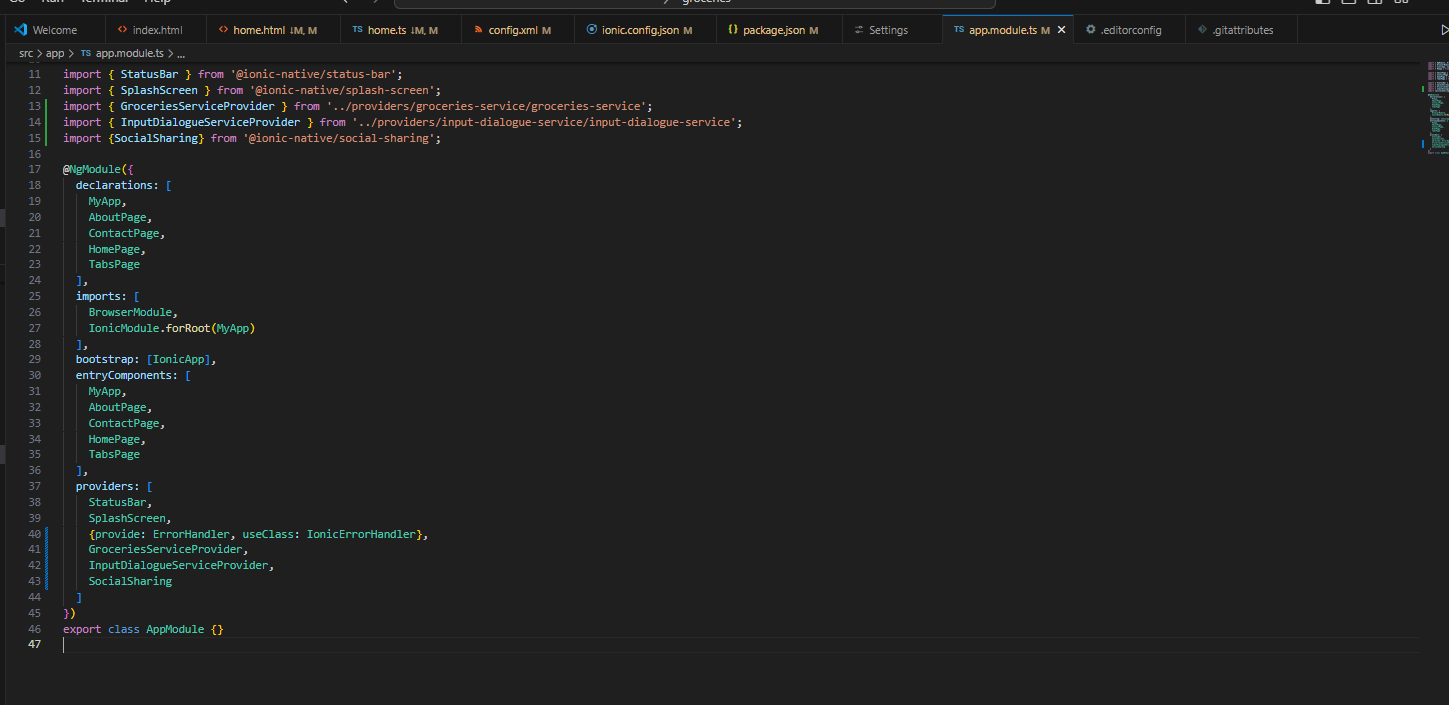 Go Run Terminal Help groceries
Welcome index.html home.html ↓M, M TS home.ts ↓M, M config.xml M ionic.config.json M {} package.json M Settings TS app.module.ts M × .editorconfig .gitattributes
src > app > TS app.module.ts > ...
11 import { StatusBar } from '@ionic-native/status-bar';
12 import { SplashScreen } from '@ionic-native/splash-screen';
13 import { GroceriesServiceProvider } from '../providers/groceries-service/groceries-service';
14 import { InputDialogueServiceProvider } from '../providers/input-dialogue-service/input-dialogue-service';
15 import {SocialSharing} from '@ionic-native/social-sharing';
16
17 @NgModule({
18 declarations: [
19 MyApp,
20 AboutPage,
21 ContactPage,
22 HomePage,
23 TabsPage
24 ],
25 imports: [
26 BrowserModule,
27 IonicModule.forRoot(MyApp)
28 ],
29 bootstrap: [IonicApp],
30 entryComponents: [
31 MyApp,
32 AboutPage,
33 ContactPage,
34 HomePage,
35 TabsPage
36 ],
37 providers: [
38 StatusBar,
39 SplashScreen,
40 {provide: ErrorHandler, useClass: IonicErrorHandler},
41 GroceriesServiceProvider,
42 InputDialogueServiceProvider,
43 SocialSharing
44 ]
45 })
46 export class AppModule {}
47